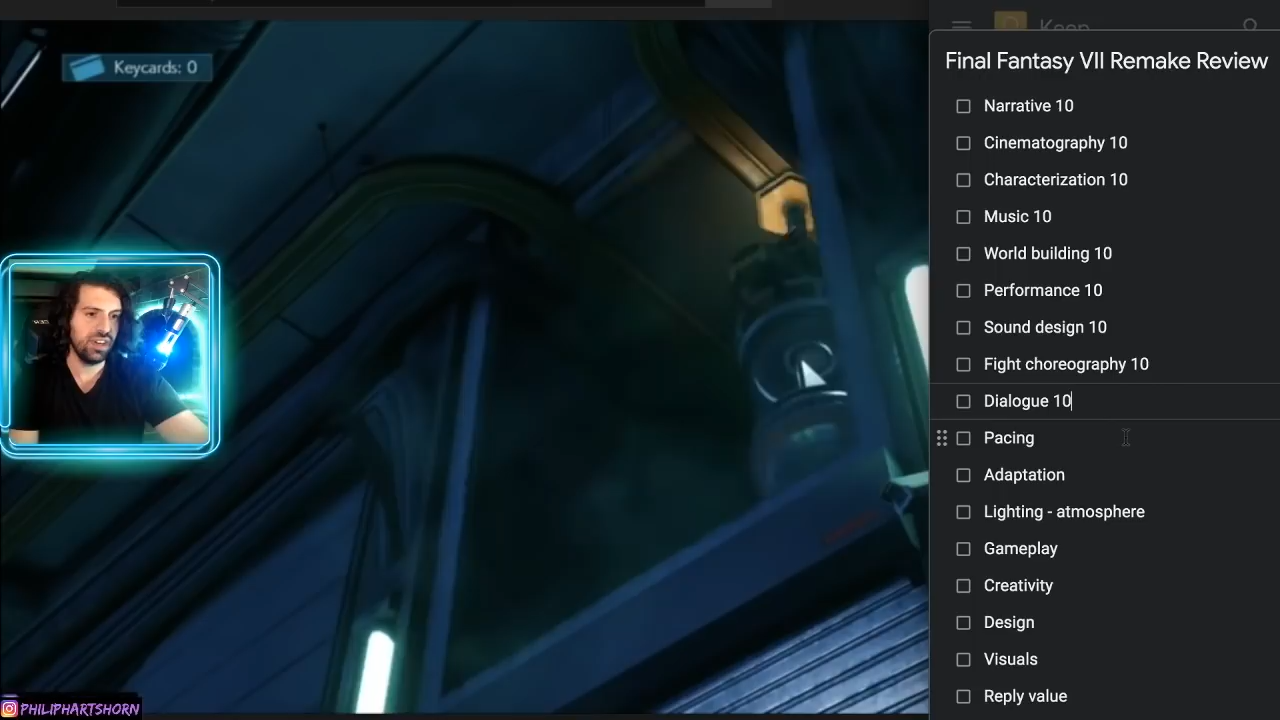 Keycards: 0
Keep
Final Fantasy VII Remake Review
Narrative 10
Cinematography 10
Characterization 10
Music 10
World building 10
Performance 10
Sound design 10
Fight choreography 10
Dialogue 10
Pacing
Adaptation
Lighting - atmosphere
Gameplay
Creativity
Design
Visuals
Reply value
PHILIPHARTSHORN